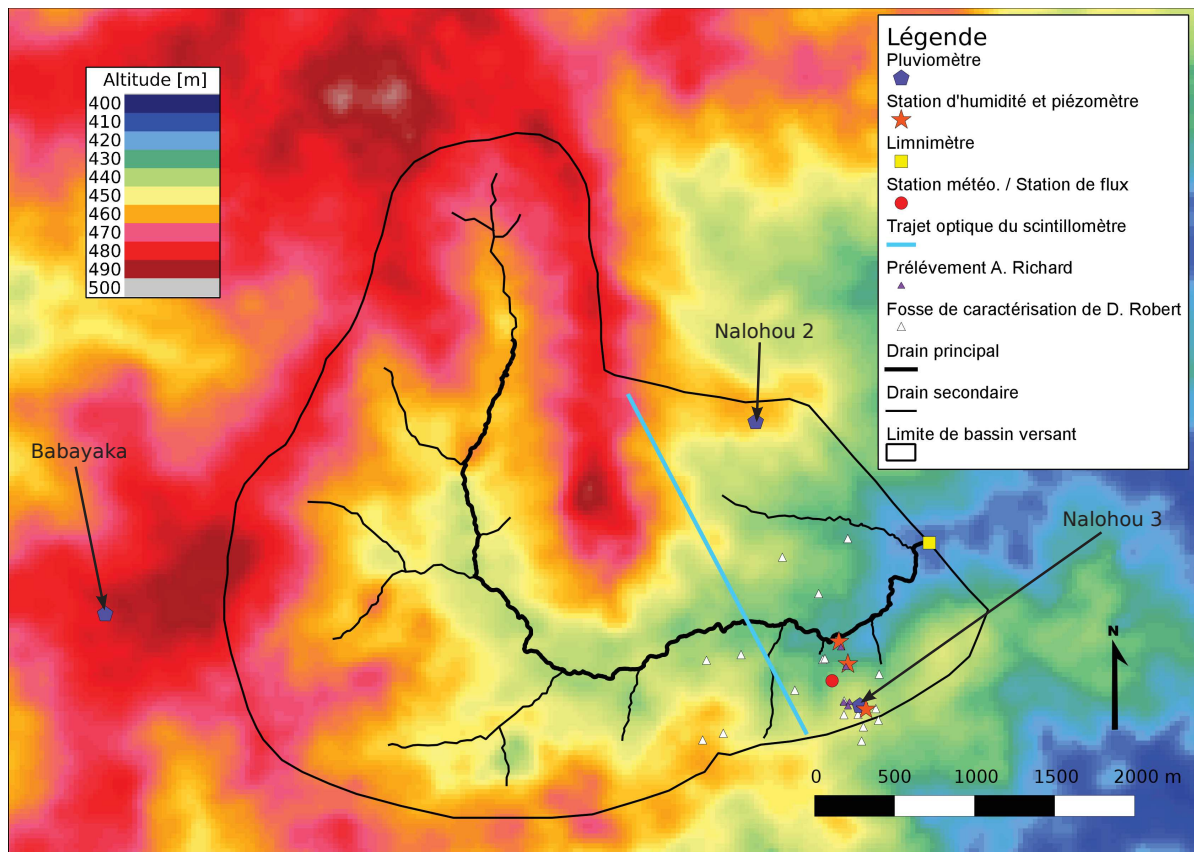 Légende
Pluviomètre
Station d'humidité et piézomètre
Limnimètre
Station météo. / Station de flux
Trajet optique du scintillomètre
Prélévement A. Richard
Fosse de caractérisation de D. Robert
Drain principal
Drain secondaire
Limite de bassin versant
Altitude [m]
400
410
420
430
440
450
460
470
480
490
500
Nalohou 2
Babayaka
Nalohou 3
N
0 500 1000 1500 2000 m